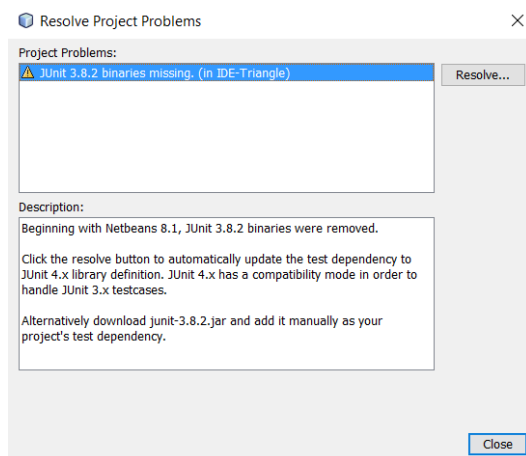 Resolve Project Problems
Project Problems:
JUnit 3.8.2 binaries missing. (in IDE-Triangle)
Resolve...
Description:
Beginning with Netbeans 8.1, JUnit 3.8.2 binaries were removed.
Click the resolve button to automatically update the test dependency to
JUnit 4.x library definition. JUnit 4.x has a compatibility mode in order to
handle JUnit 3.x testcases.
Alternatively download junit-3.8.2.jar and add it manually as your
project's test dependency.
Close